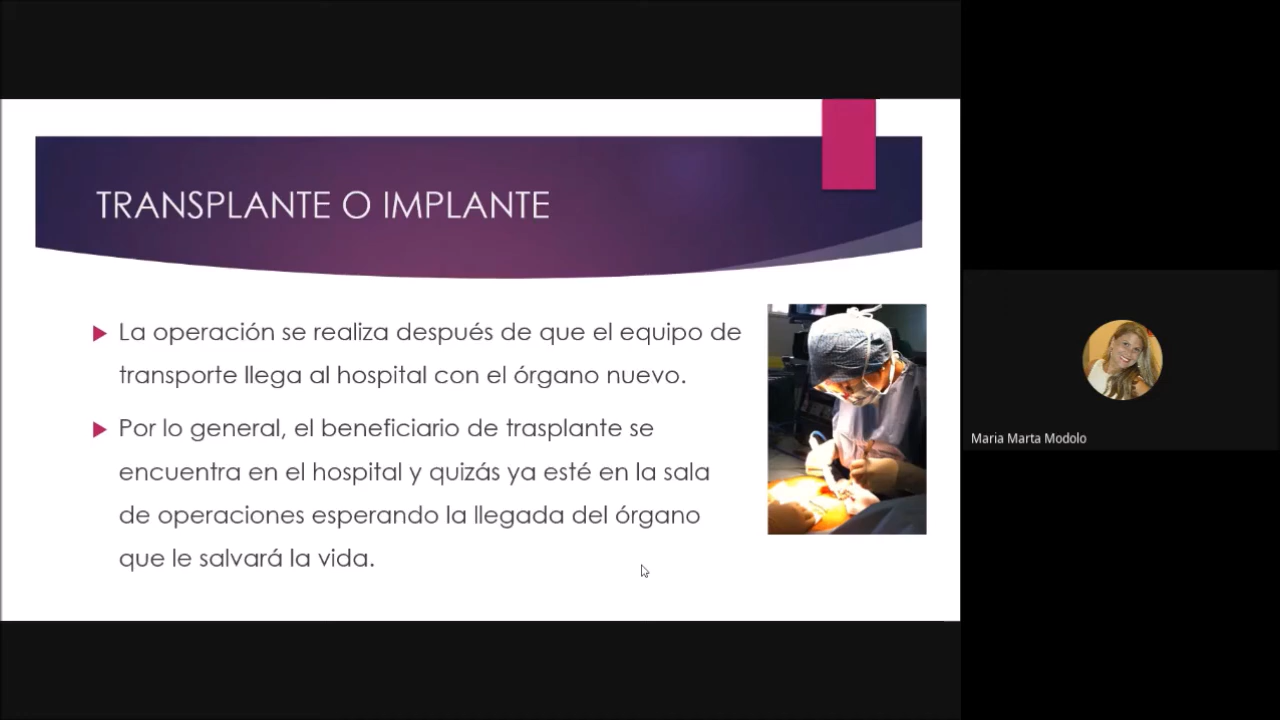 TRANSPLANTE O IMPLANTE
La operación se realiza después de que el equipo de
transporte llega al hospital con el órgano nuevo.
Por lo general, el beneficiario de trasplante se
encuentra en el hospital y quizás ya esté en la sala
de operaciones esperando la llegada del órgano
que le salvará la vida.
Maria Marta Modolo